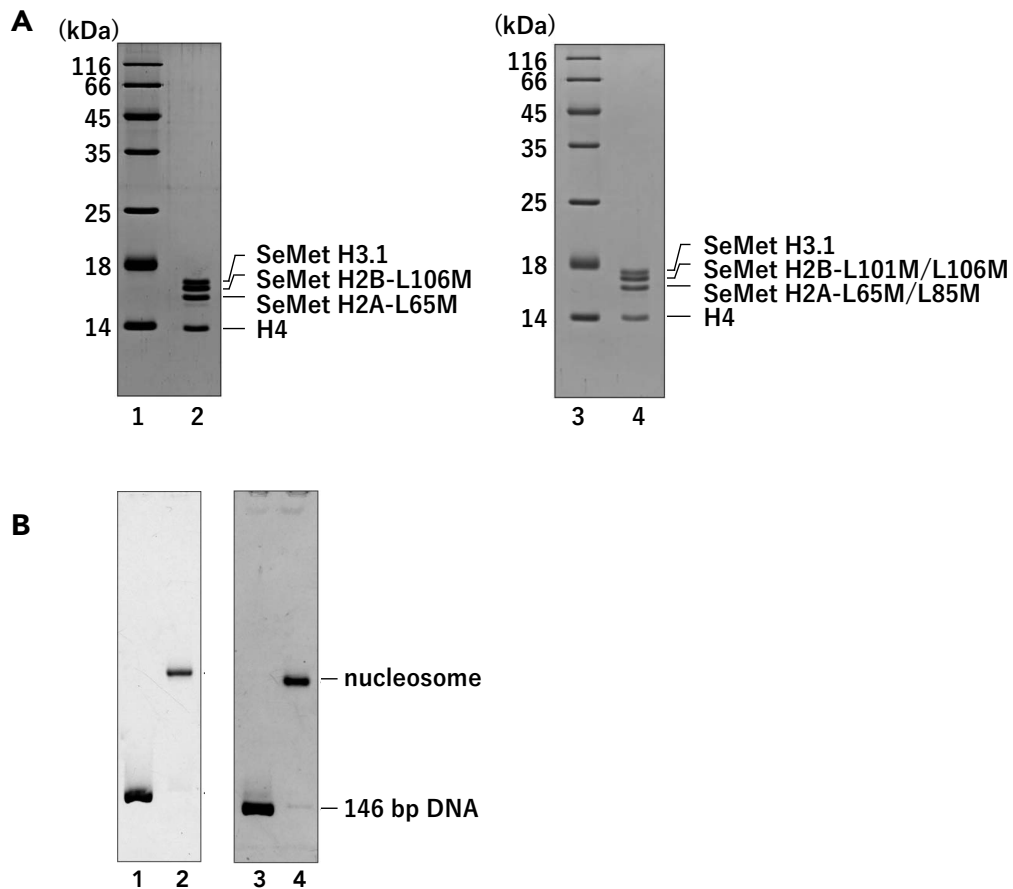 A
(kDa)
116
66
45
35
25
18
14
SeMet H3.1
SeMet H2B-L106M
SeMet H2A-L65M
H4
1 2
(kDa)
116
66
45
35
25
18
14
SeMet H3.1
SeMet H2B-L101M/L106M
SeMet H2A-L65M/L85M
H4
3 4
B
nucleosome
146 bp DNA
1 2 3 4